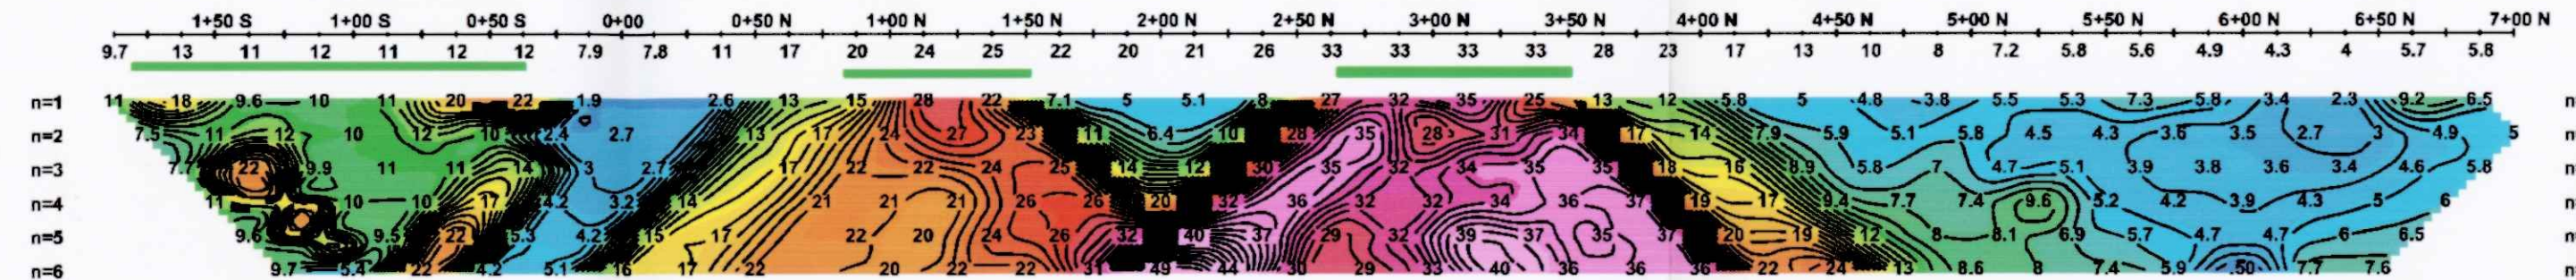 1+50 S 1+00 S 0+50 S 0+00 0+50 N 1+00 N 1+50 N 2+00 N 2+50 N 3+00 N 3+50 N 4+00 N 4+50 N 5+00 N 5+50 N 6+00 N 6+50 N 7+00 N
9.7 13 11 12 11 12 12 7.9 7.8 11 17 20 24 25 22 20 21 26 33 33 33 33 28 23 17 13 10 8 7.2 5.8 5.6 4.9 4.3 4 5.7 5.8
n=1 11 18 9.6 10 11 20 22 1.9 2.6 13 15 28 22 7.1 5 5.1 8 27 32 35 25 13 12 5.8 5 4.8 3.8 5.5 5.3 7.3 5.8 3.4 2.3 9.2 6.5
n=2 7.5 11 12 10 12 10 2.4 2.7 13 17 24 27 23 11 6.4 10 28 35 28 31 34 17 14 7.9 5.9 5.1 5.8 4.5 4.3 3.6 3.5 2.7 3 4.9 5
n=3 7.7 22 9.9 11 11 14 3 2.7 17 22 22 24 25 14 12 30 35 32 34 35 35 18 16 8.9 5.8 7 4.7 5.1 3.9 3.8 3.6 3.4 4.6 5.8
n=4 11 10 10 17 4.2 3.2 14 21 21 21 26 26 20 32 36 32 32 34 36 37 19 17 9.4 7.7 7.4 9.6 5.2 4.2 3.9 4.3 5 6
n=5 9.6 9.5 22 5.3 4.2 15 17 22 20 24 26 32 40 37 29 32 39 37 35 37 20 19 12 8 8.1 6.9 5.7 4.7 4.7 6 6.5
n=6 9.7 5.4 22 4.2 5.1 16 17 22 20 22 22 31 49 44 30 29 33 40 36 36 36 22 24 13 8.6 8 7.4 5.9 .50 7.7 7.6